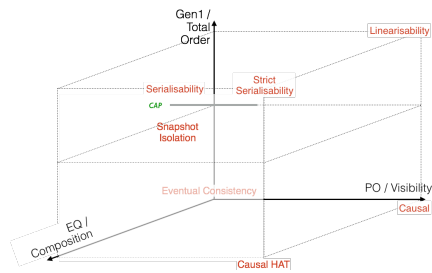 Gen1 /
Total
Order
Linearisability
Serialisability
Strict
Serialisability
CAP
Snapshot
Isolation
Eventual Consistency
PO / Visibility
Causal
EQ /
Composition
Causal HAT